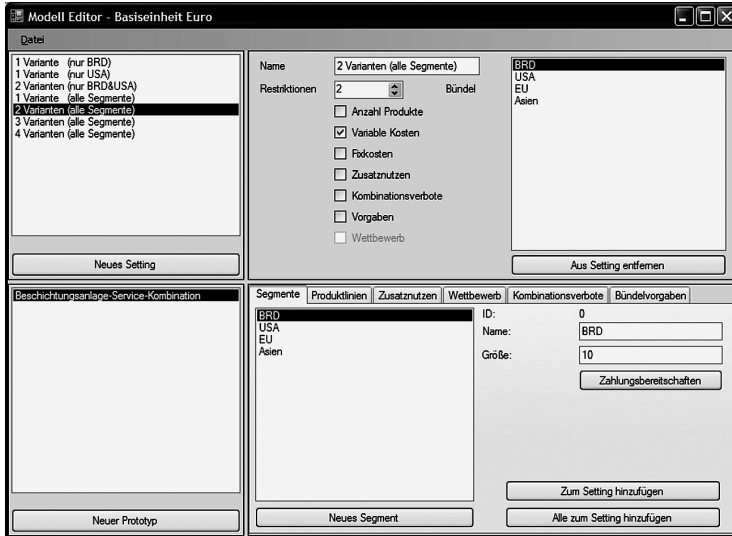 Modell Editor - Basiseinheit Euro
Datei
1 Variante (nur BRD)
1 Variante (nur USA)
2 Varianten (nur BRD&USA)
1 Variante (alle Segmente)
2 Varianten (alle Segmente)
3 Varianten (alle Segmente)
4 Varianten (alle Segmente)
Neues Setting
Name 2 Varianten (alle Segmente)
Restriktionen 2 Bündel
Anzahl Produkte
Variable Kosten
Fixkosten
Zusatznutzen
Kombinationsverbote
Vorgaben
Wettbewerb
BRD
USA
EU
Asien
Aus Setting entfernen
Beschichtungsanlage-Service-Kombination
Neuer Prototyp
Segmente Produktlinien Zusatznutzen Wettbewerb Kombinationsverbote Bündelvorgaben
BRD
USA
EU
Asien
Neues Segment
ID: 0
Name: BRD
Größe: 10
Zahlungsbereitschaften
Zum Setting hinzufügen
Alle zum Setting hinzufügen